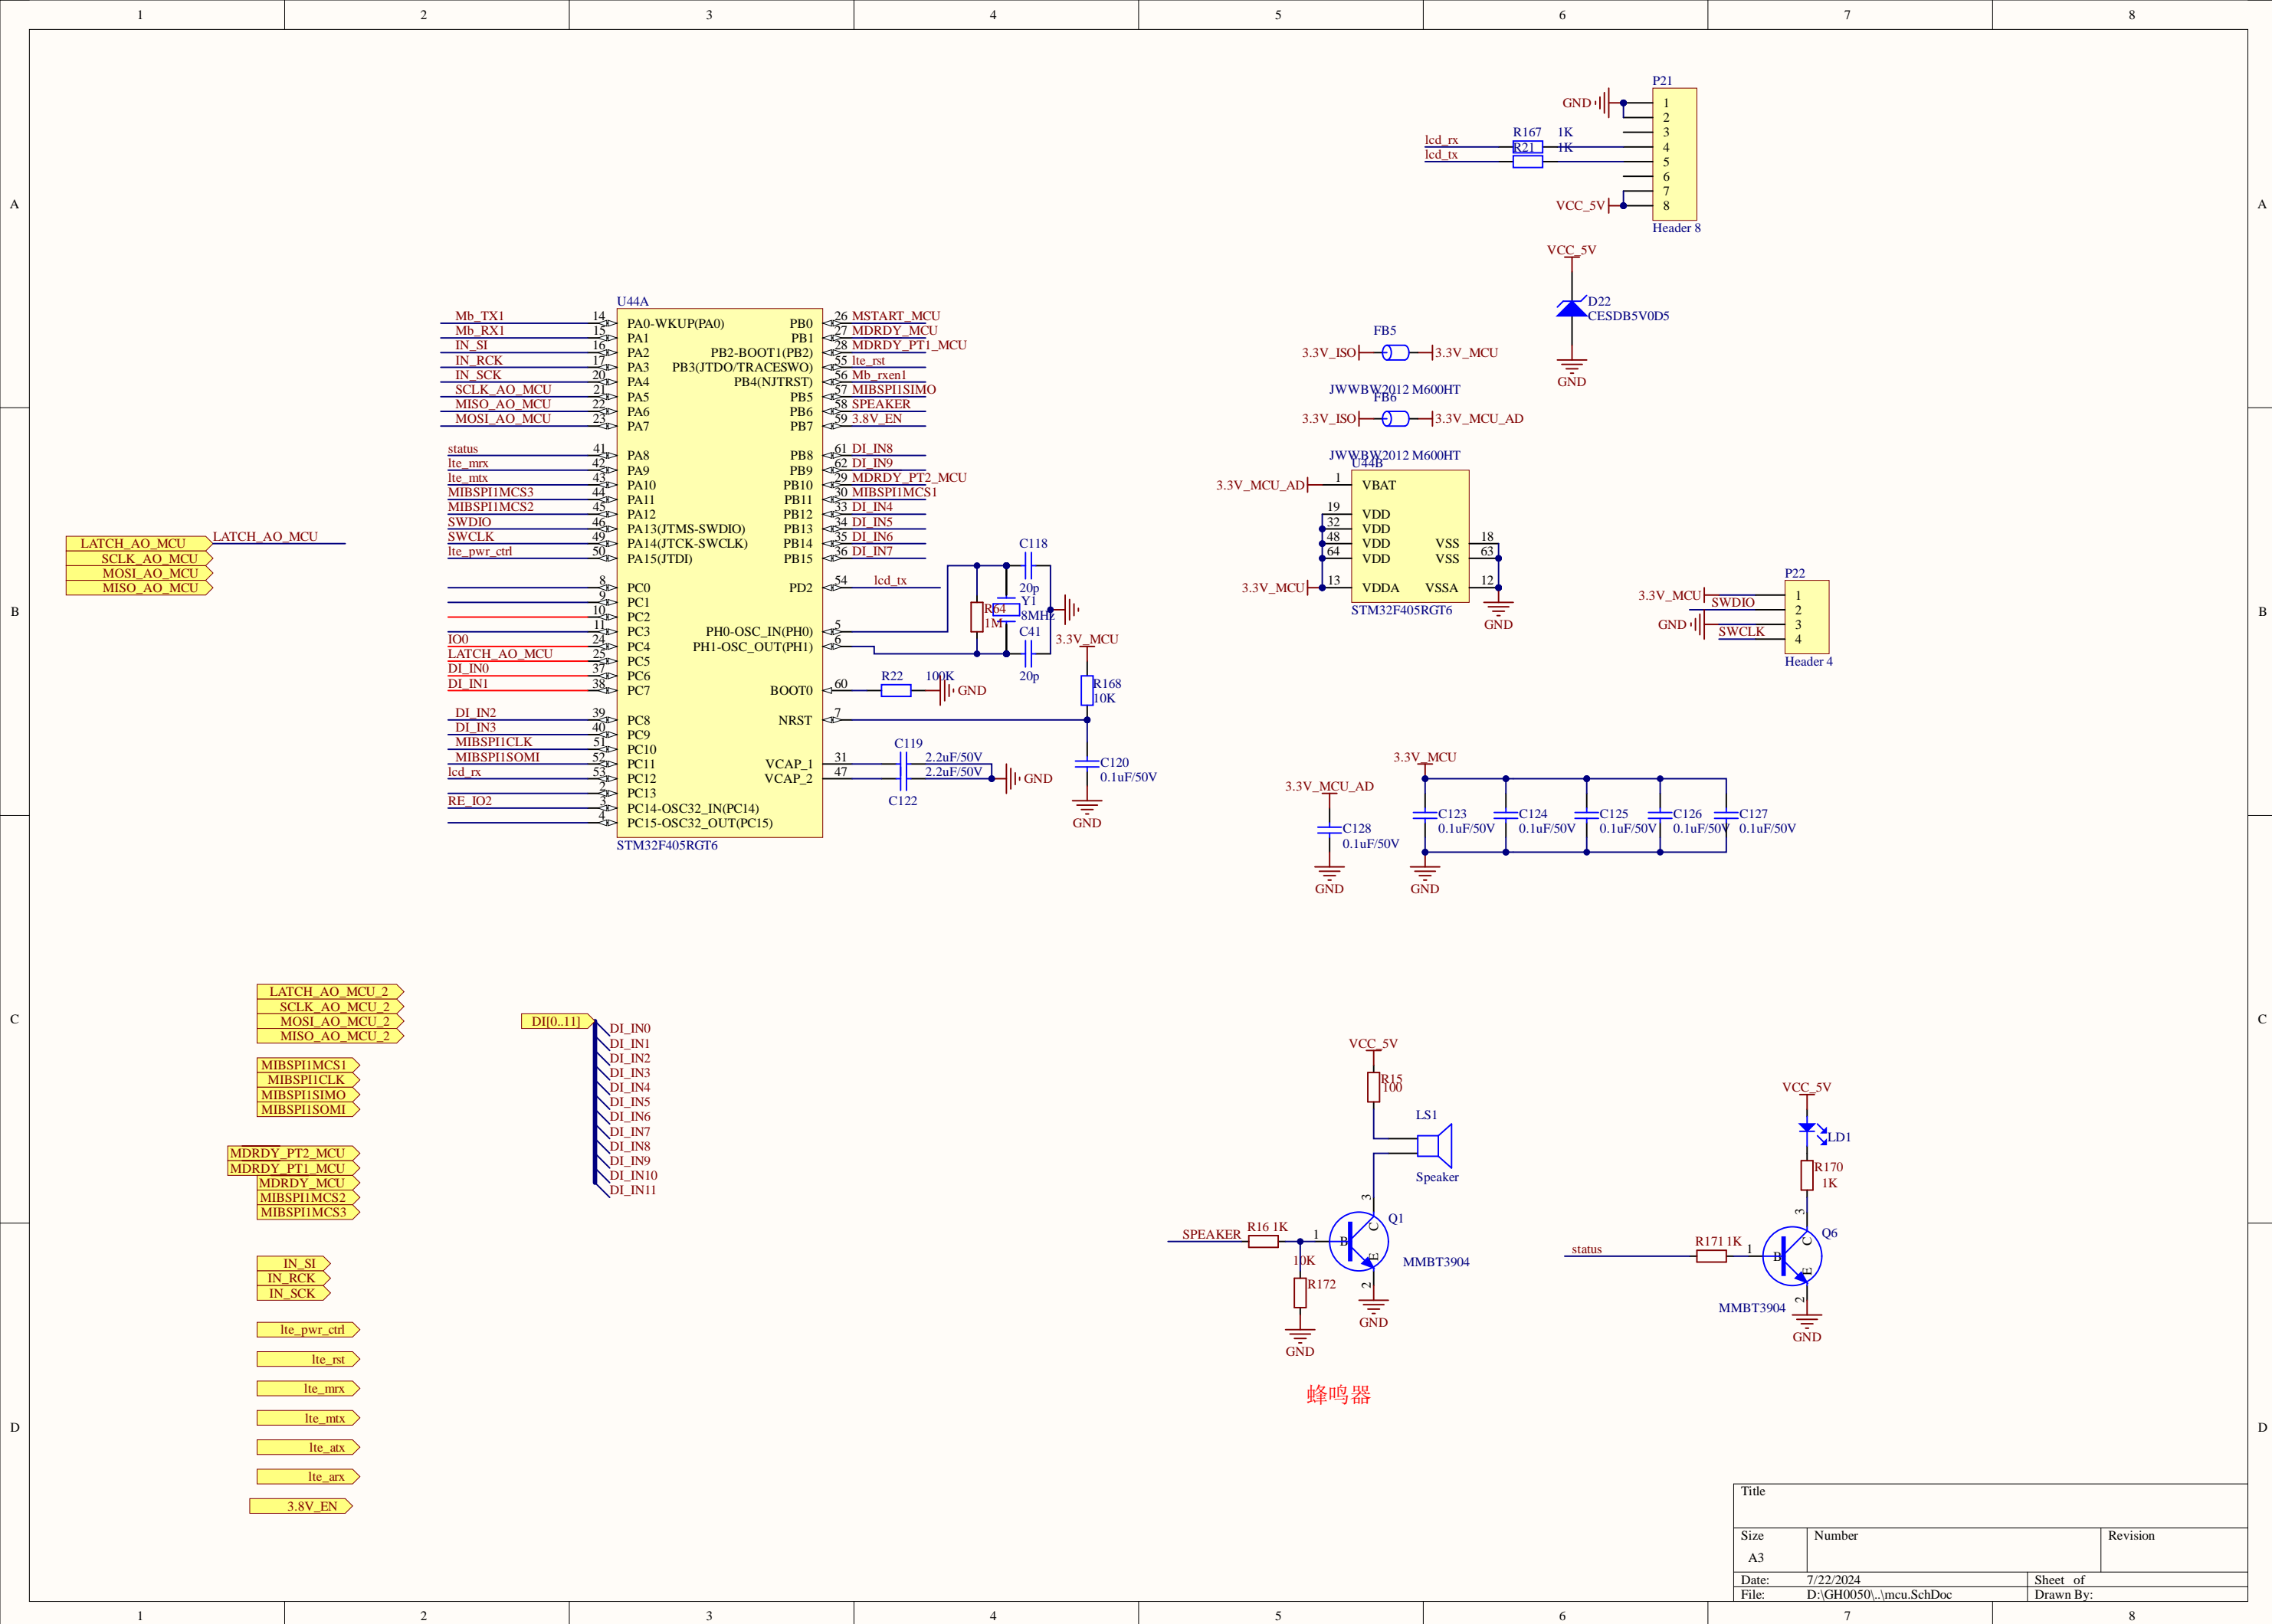 1 2 3 4 5 6 7 8
A
B
C
D
A
B
C
D
P21
GND
1
2
3
4
5
6
7
8
lcd_rx
R167 1K
lcd_tx
R21 1K
VCC_5V
Header 8
VCC_5V
D22
CESDB5V0D5
GND
FB5
3.3V_ISO 3.3V_MCU
JWWBW2012 M600HT
FB6
3.3V_ISO 3.3V_MCU_AD
JWWBW2012 M600HT
U44B
3.3V_MCU_AD 1 VBAT
19 VDD
32 VDD
48 VDD VSS 18
64 VDD VSS 63
3.3V_MCU 13 VDDA VSSA 12
STM32F405RGT6
GND
P22
3.3V_MCU 1
SWDIO 2
GND 3
SWCLK 4
Header 4
U44A
Mb_TX1 14 PA0-WKUP(PA0) PB0 26 MSTART_MCU
Mb_RX1 15 PA1 PB1 27 MDRDY_MCU
IN_SI 16 PA2 PB2-BOOT1(PB2) 28 MDRDY_PT1_MCU
IN_RCK 17 PA3 PB3(JTDO/TRACESWO) 55 lte_rst
IN_SCK 20 PA4 PB4(NJTRST) 56 Mb_rxen1
SCLK_AO_MCU 21 PA5 PB5 57 MIBSPI1SIMO
MISO_AO_MCU 22 PA6 PB6 58 SPEAKER
MOSI_AO_MCU 23 PA7 PB7 59 3.8V_EN
status 41 PA8 PB8 61 DI_IN8
lte_mrx 42 PA9 PB9 62 DI_IN9
lte_mtx 43 PA10 PB10 29 MDRDY_PT2_MCU
MIBSPI1MCS3 44 PA11 PB11 30 MIBSPI1MCS1
MIBSPI1MCS2 45 PA12 PB12 33 DI_IN4
SWDIO 46 PA13(JTMS-SWDIO) PB13 34 DI_IN5
SWCLK 49 PA14(JTCK-SWCLK) PB14 35 DI_IN6
lte_pwr_ctrl 50 PA15(JTDI) PB15 36 DI_IN7
8 PC0 PD2 54 lcd_tx
9 PC1
10 PC2
11 PC3 PH0-OSC_IN(PH0) 5
IO0 24 PC4 PH1-OSC_OUT(PH1) 6
LATCH_AO_MCU 25 PC5
DI_IN0 37 PC6
DI_IN1 38 PC7 BOOT0 60
DI_IN2 39 PC8 NRST 7
DI_IN3 40 PC9
MIBSPI1CLK 51 PC10
MIBSPI1SOMI 52 PC11 VCAP_1 31
lcd_rx 53 PC12 VCAP_2 47
2 PC13
RE_IO2 3 PC14-OSC32_IN(PC14)
4 PC15-OSC32_OUT(PC15)
STM32F405RGT6
C118
20p
R64
1M
Y1
8MHz
C41
20p
R22 100K GND
3.3V_MCU
R168
10K
C119
2.2uF/50V
2.2uF/50V
C122
GND
C120
0.1uF/50V
GND
LATCH_AO_MCU LATCH_AO_MCU
SCLK_AO_MCU
MOSI_AO_MCU
MISO_AO_MCU
3.3V_MCU_AD
C128
0.1uF/50V
GND
3.3V_MCU
C123
0.1uF/50V
C124
0.1uF/50V
C125
0.1uF/50V
C126
0.1uF/50V
C127
0.1uF/50V
GND
LATCH_AO_MCU_2
SCLK_AO_MCU_2
MOSI_AO_MCU_2
MISO_AO_MCU_2
MIBSPI1MCS1
MIBSPI1CLK
MIBSPI1SIMO
MIBSPI1SOMI
MDRDY_PT2_MCU
MDRDY_PT1_MCU
MDRDY_MCU
MIBSPI1MCS2
MIBSPI1MCS3
IN_SI
IN_RCK
IN_SCK
lte_pwr_ctrl
lte_rst
lte_mrx
lte_mtx
lte_atx
lte_arx
3.8V_EN
DI[0..11]
DI_IN0
DI_IN1
DI_IN2
DI_IN3
DI_IN4
DI_IN5
DI_IN6
DI_IN7
DI_IN8
DI_IN9
DI_IN10
DI_IN11
VCC_5V
R15
100
LS1
Speaker
SPEAKER R16 1K 1 B C E 3 2
Q1
MMBT3904
10K
R172
GND
GND
蜂鸣器
VCC_5V
LD1
R170
1K
status R171 1K 1 B C E 3 2
Q6
MMBT3904
GND
Title
Size Number Revision
A3
Date: 7/22/2024 Sheet of
File: D:\GH0050\..\mcu.SchDoc Drawn By:
1 2 3 4 5 6 7 8